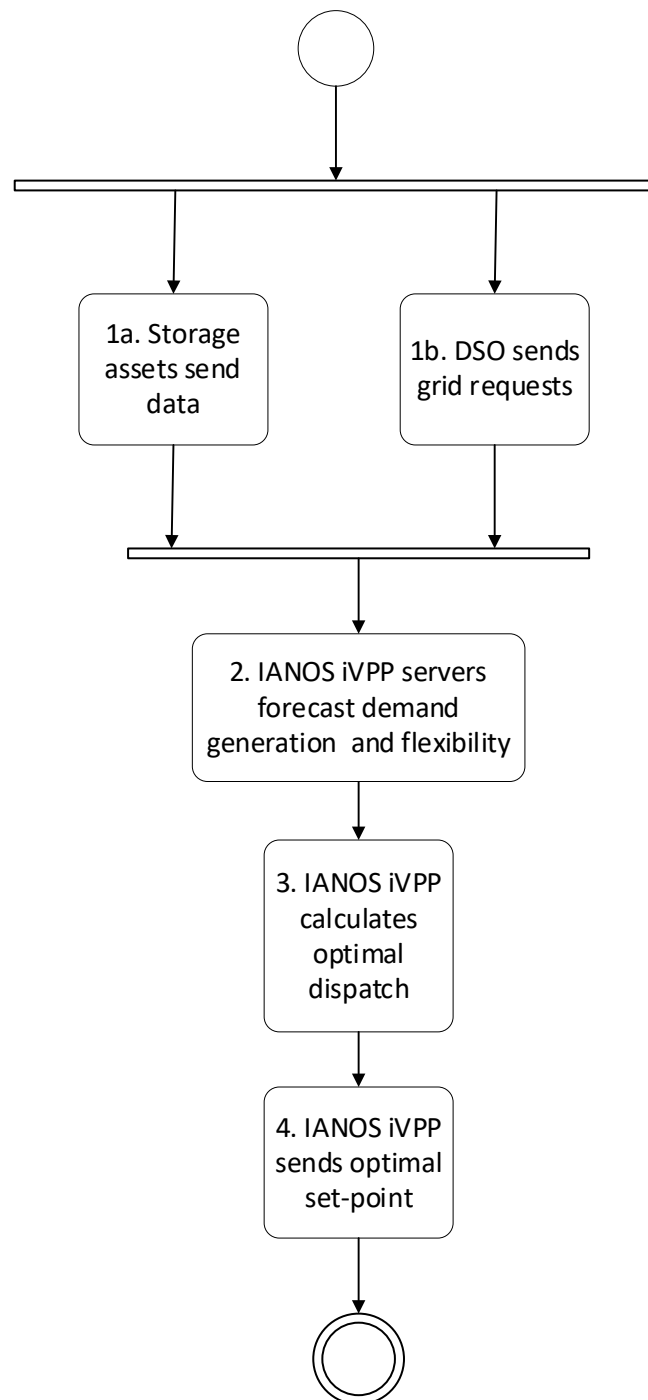 1a. Storage
assets send
data
1b. DSO sends
grid requests
2. IANOS iVPP servers
forecast demand
generation  and flexibility
3. IANOS iVPP
calculates
optimal
dispatch
4. IANOS iVPP
sends optimal
set-point